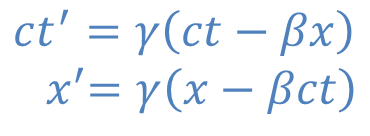 ct′ = γ(ct − βx)
x′= γ(x − βct)